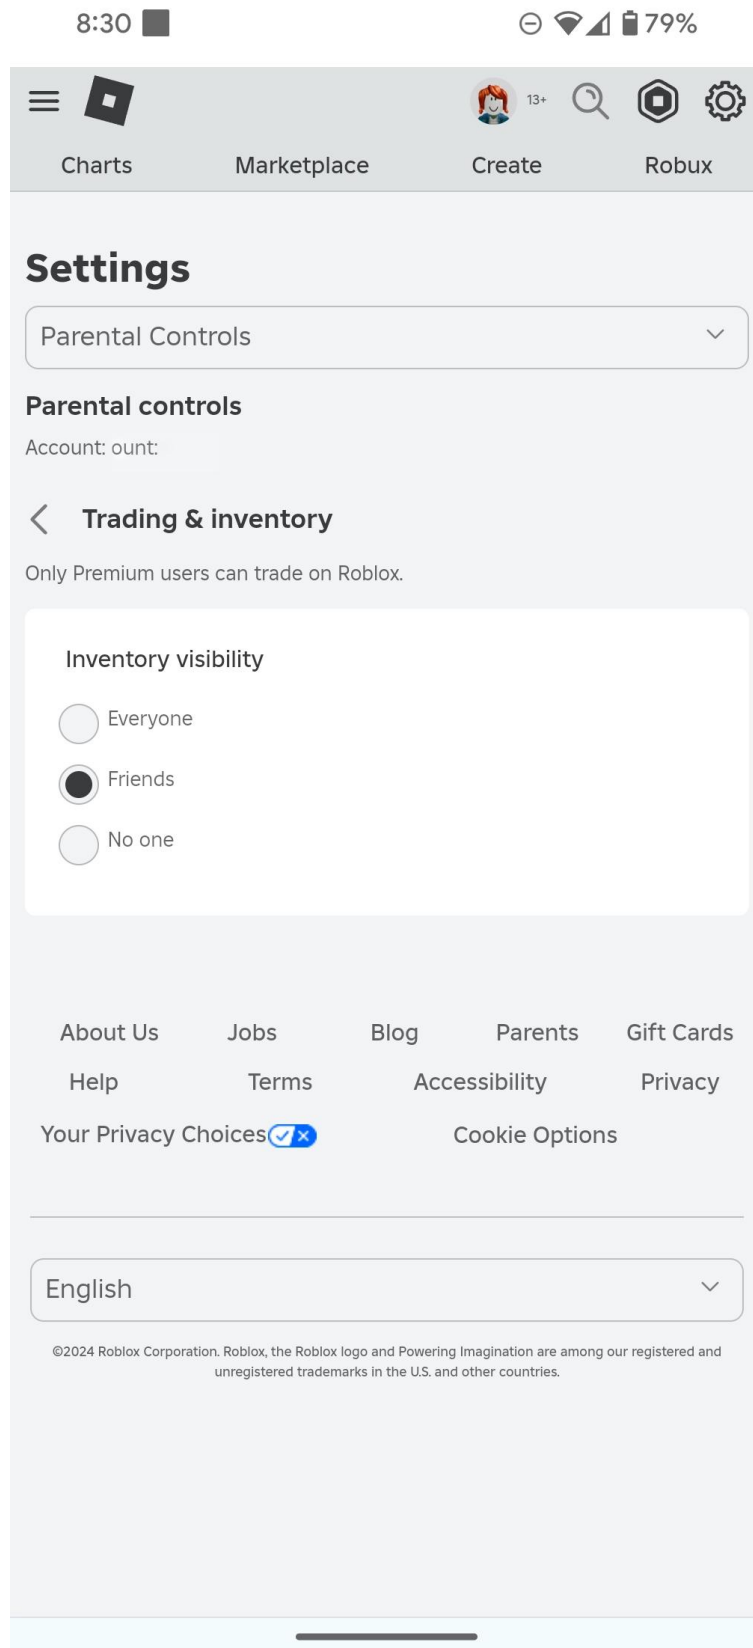 8:30 79%
13+
Charts Marketplace Create Robux
Settings
Parental Controls
Parental controls
Account: ount:
Trading & inventory
Only Premium users can trade on Roblox.
Inventory visibility
Everyone
Friends
No one
About Us Jobs Blog Parents Gift Cards
Help Terms Accessibility Privacy
Your Privacy Choices Cookie Options
English
©2024 Roblox Corporation. Roblox, the Roblox logo and Powering Imagination are among our registered and
unregistered trademarks in the U.S. and other countries.